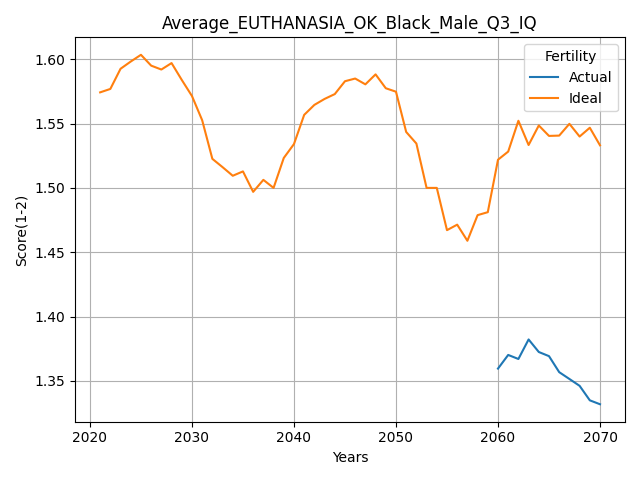 Average_EUTHANASIA_OK_Black_Male_Q3_IQ
Fertility
Actual
Ideal
Score(1-2)
1.60
1.55
1.50
1.45
1.40
1.35
2020 2030 2040 2050 2060 2070
Years